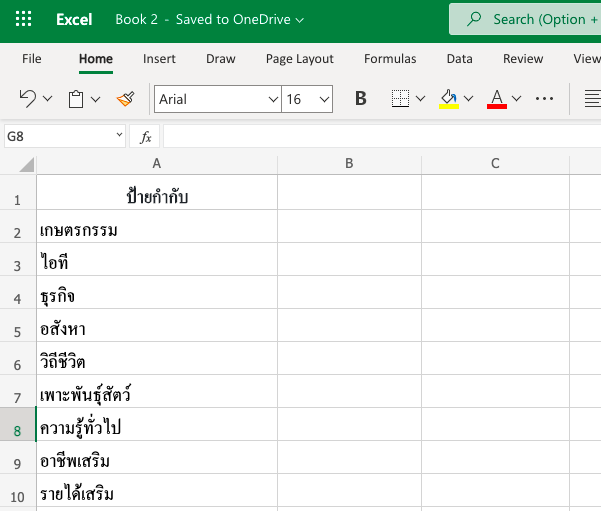 Excel Book 2 - Saved to OneDrive Search (Option +
File Home Insert Draw Page Layout Formulas Data Review View
Arial 16 B A
G8 fx
A B C
1 ป้ายกำกับ
2 เกษตรกรรม
3 ไอที
4 ธุรกิจ
5 อสังหา
6 วิถีชีวิต
7 เพาะพันธุ์สัตว์
8 ความรู้ทั่วไป
9 อาชีพเสริม
10 รายได้เสริม